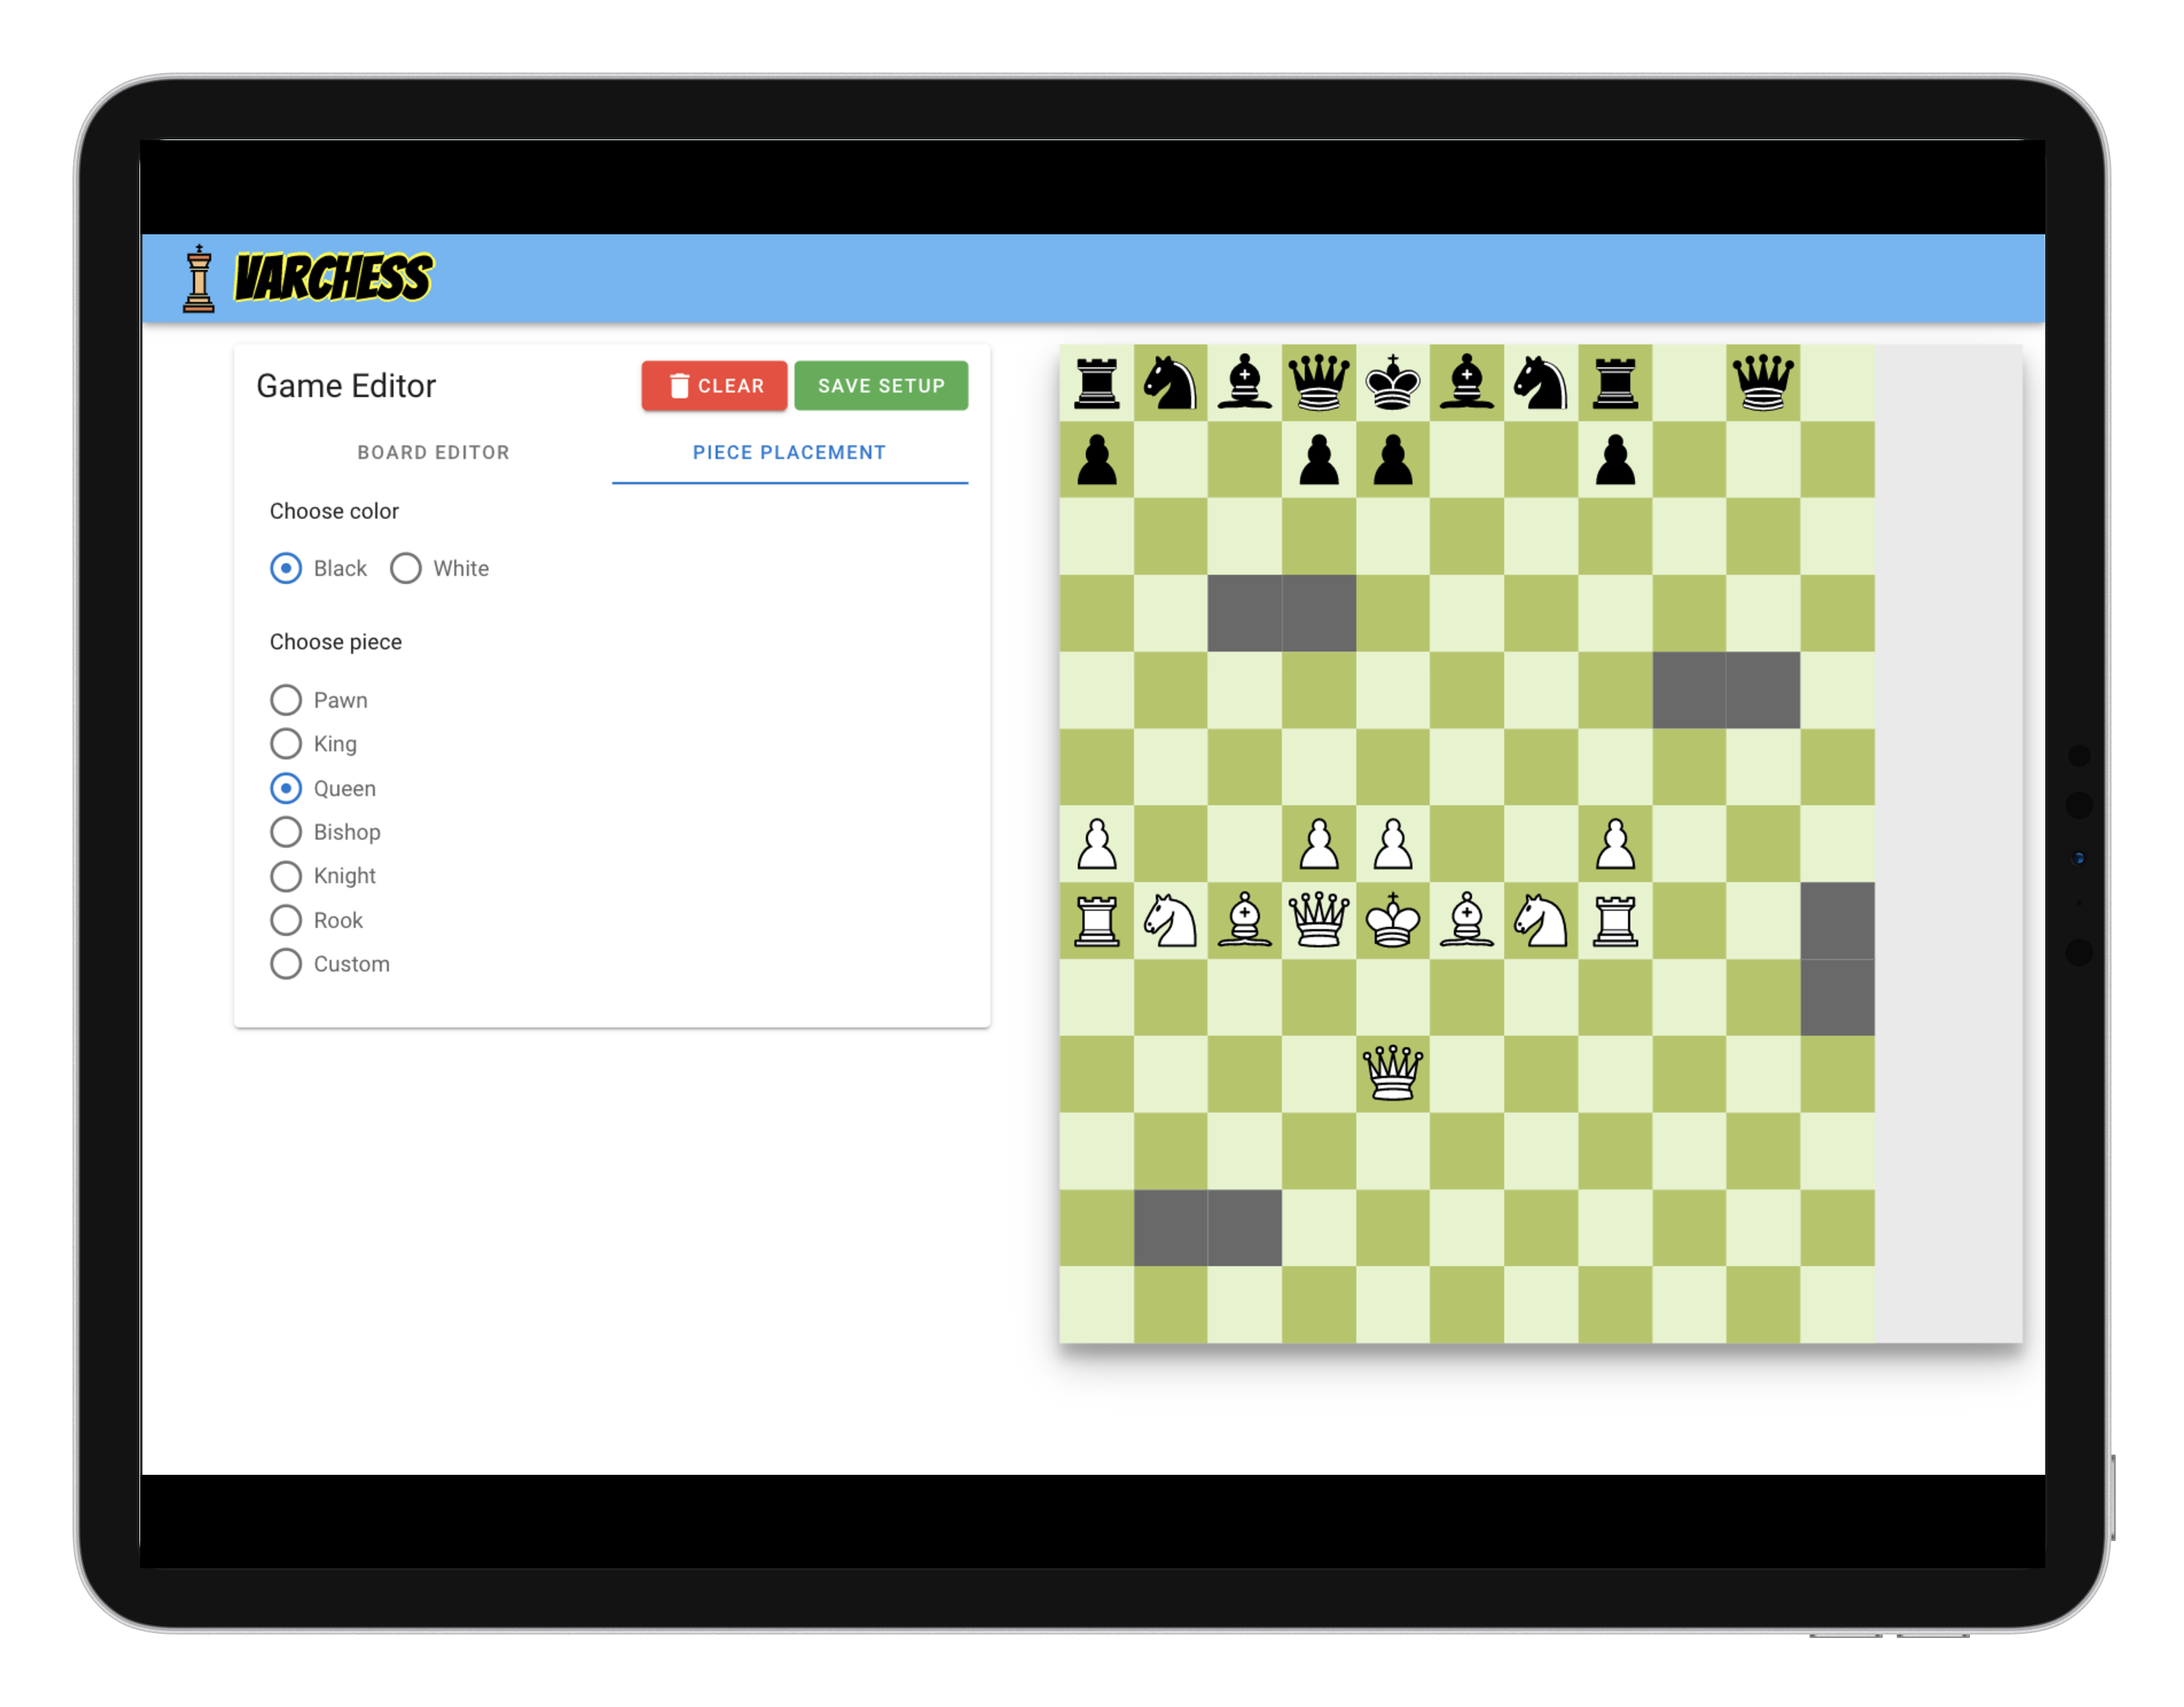 VARCHESS
Game Editor
CLEAR
SAVE SETUP
BOARD EDITOR
PIECE PLACEMENT
Choose color
Black
White
Choose piece
Pawn
King
Queen
Bishop
Knight
Rook
Custom